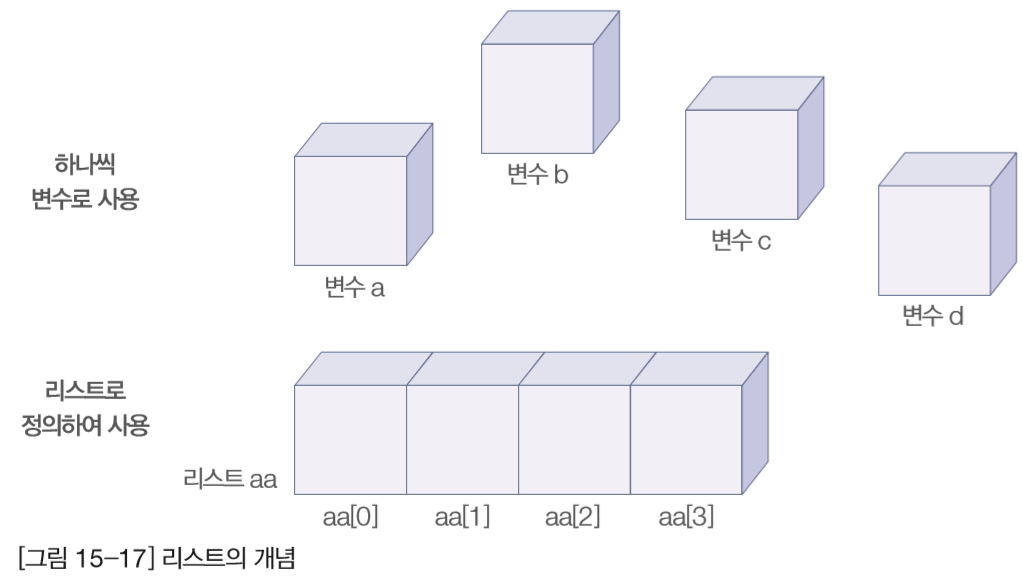 하나씩
변수로 사용
변수 a
변수 b
변수 c
변수 d
리스트로
정의하여 사용
리스트 aa
aa[0] aa[1] aa[2] aa[3]
[그림 15-17] 리스트의 개념